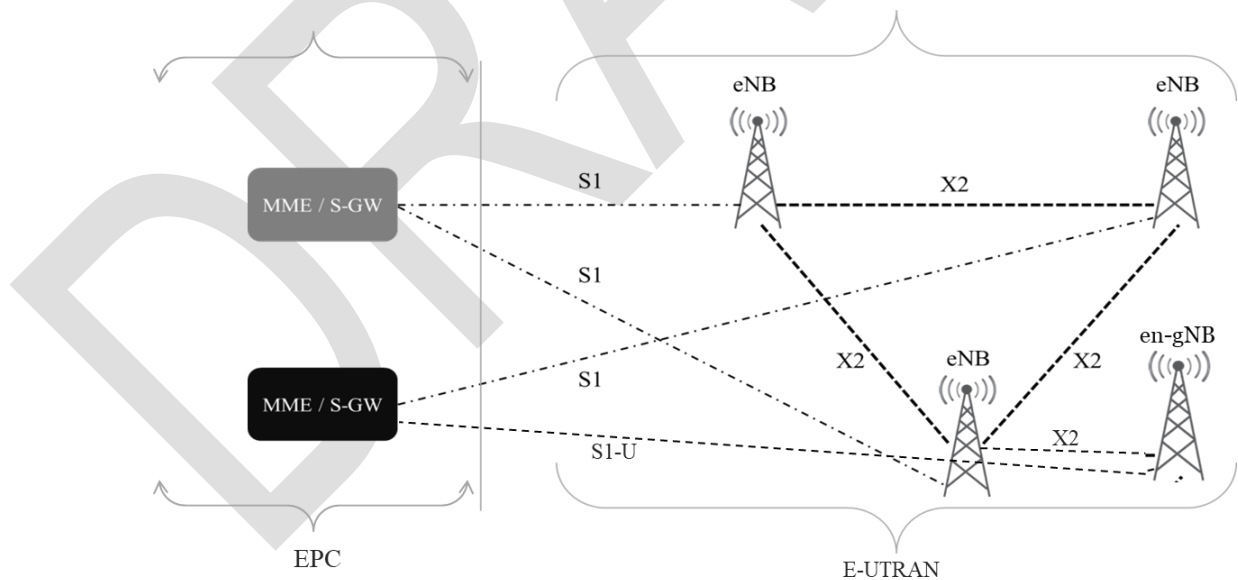 DRA
eNB
eNB
S1
X2
MME / S-GW
S1
en-gNB
X2
eNB
X2
S1
MME / S-GW
X2
S1-U
EPC
E-UTRAN